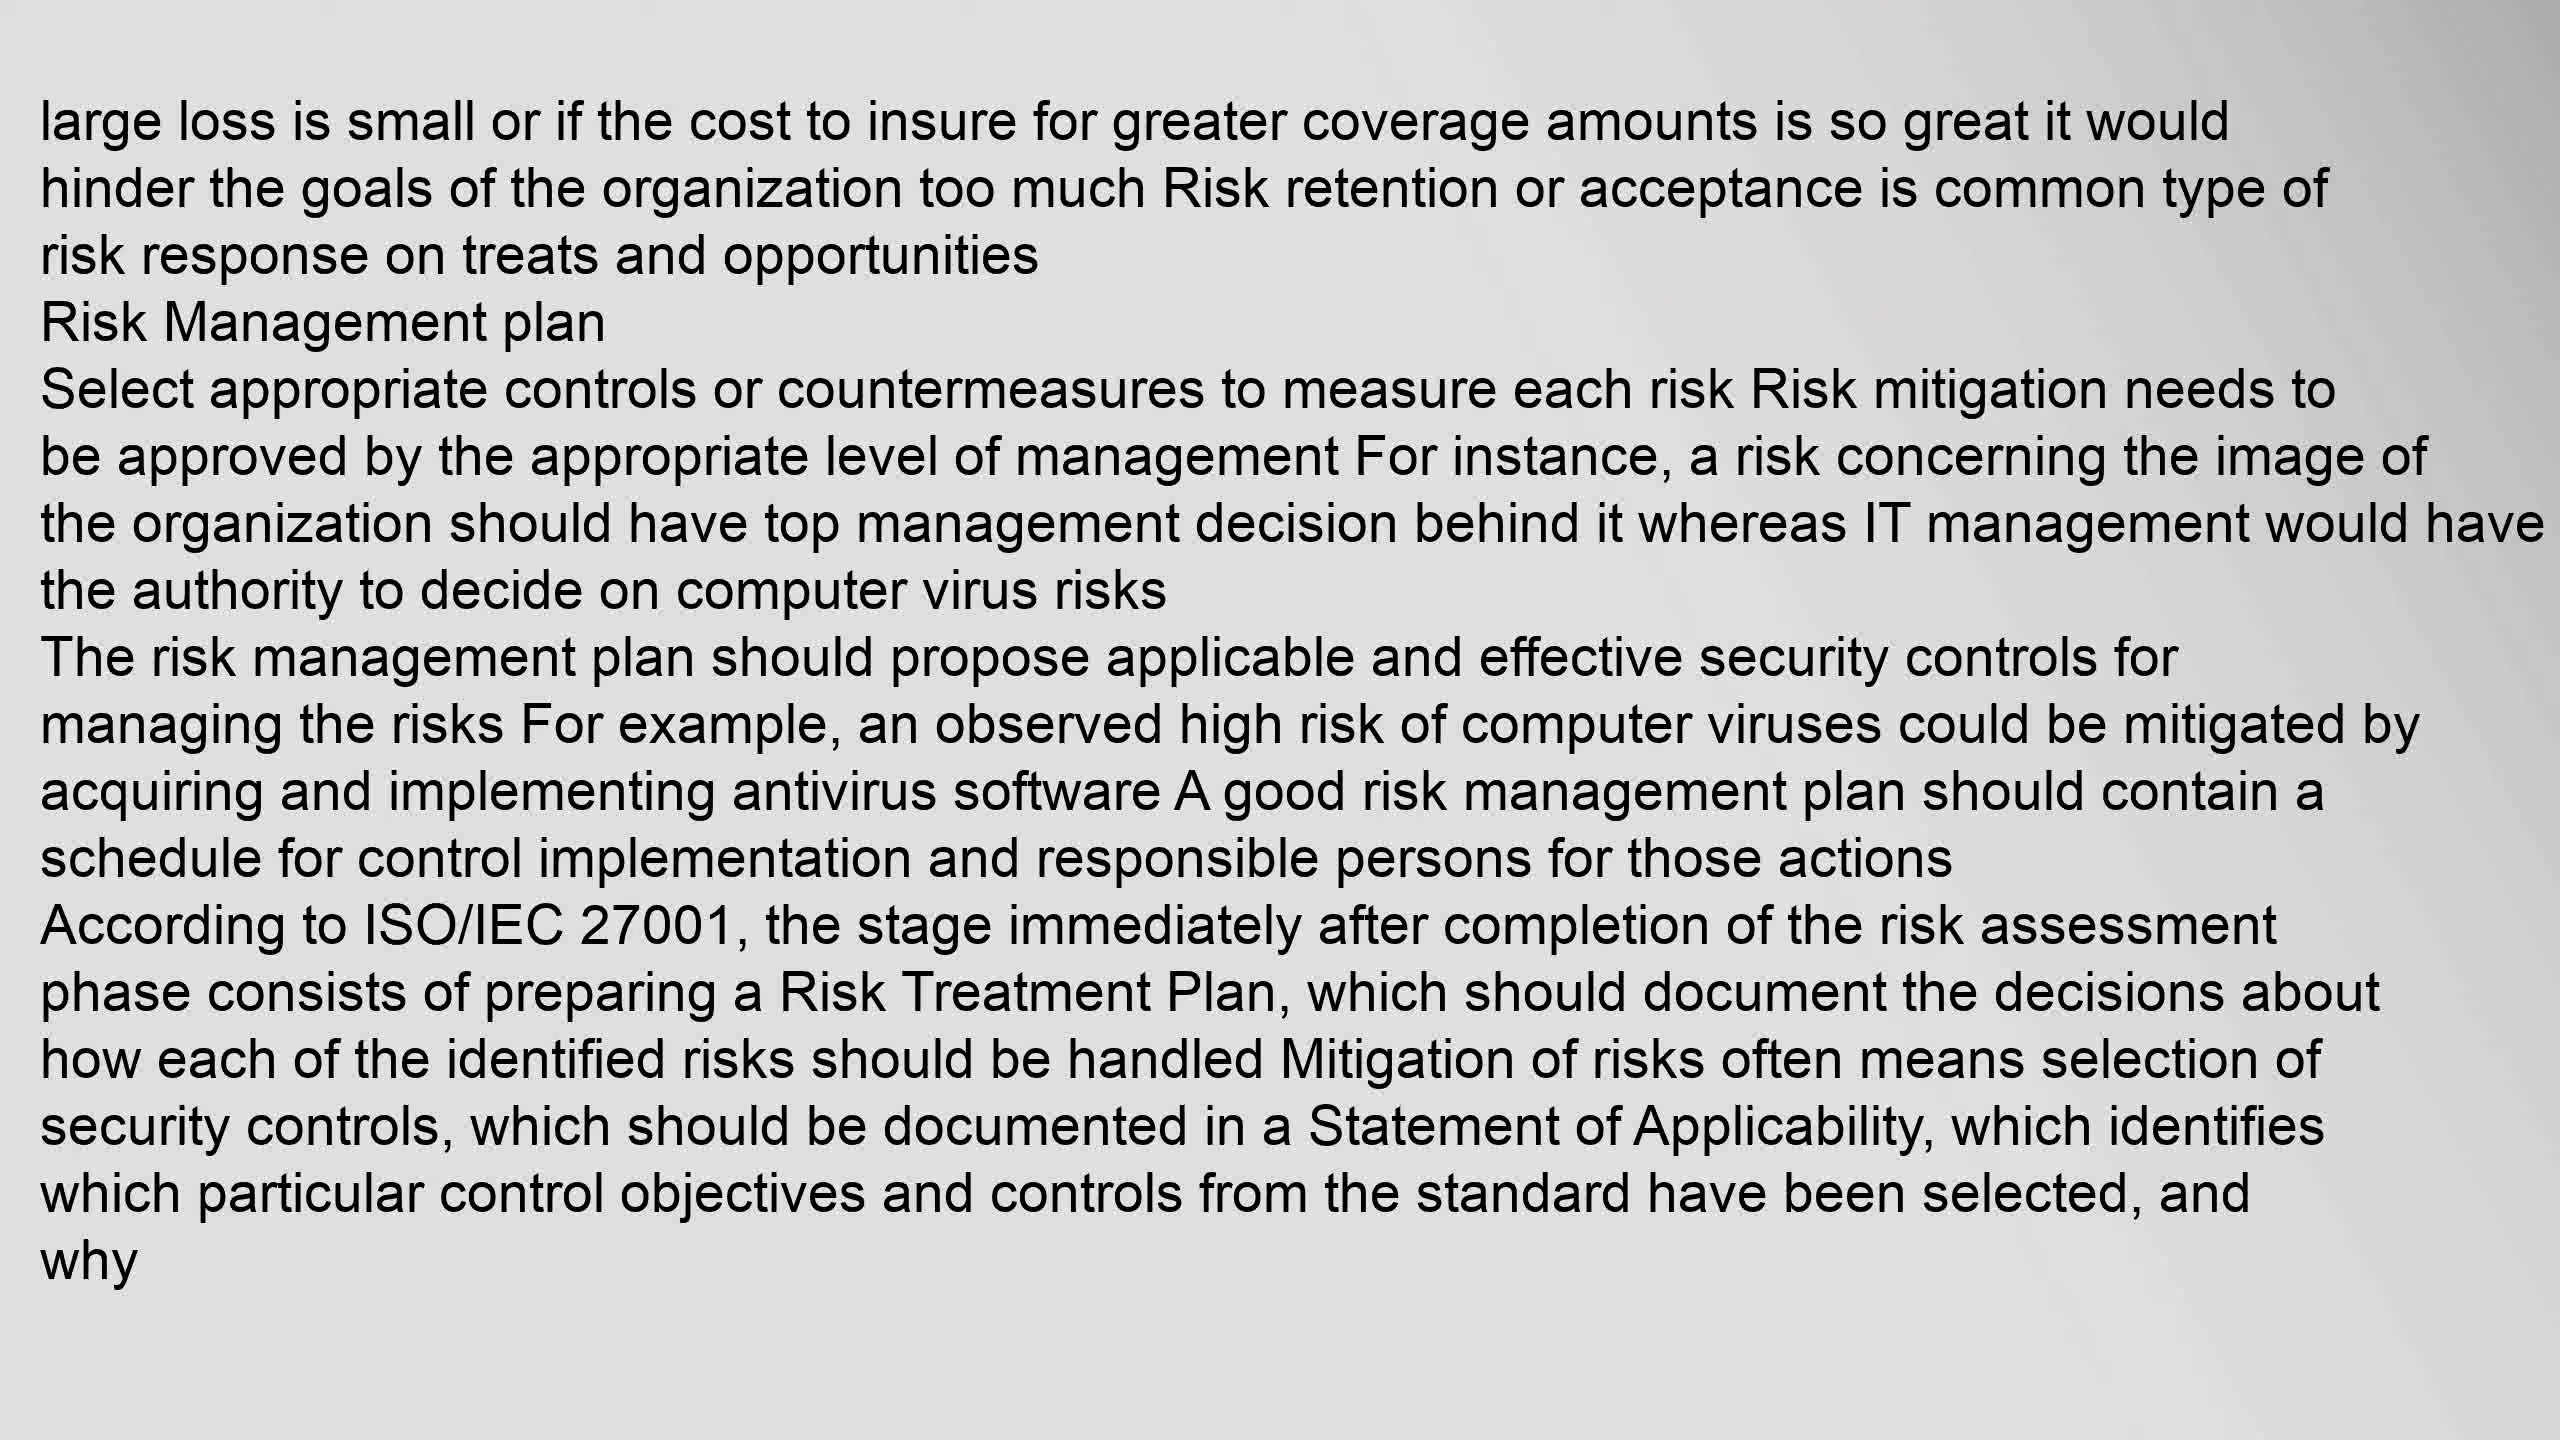 large loss is small or if the cost to insure for greater coverage amounts is so great it would
hinder the goals of the organization too much Risk retention or acceptance is common type of
risk response on treats and opportunities
Risk Management plan
Select appropriate controls or countermeasures to measure each risk Risk mitigation needs to
be approved by the appropriate level of management For instance, a risk concerning the image of
the organization should have top management decision behind it whereas IT management would have
the authority to decide on computer virus risks
The risk management plan should propose applicable and effective security controls for
managing the risks For example, an observed high risk of computer viruses could be mitigated by
acquiring and implementing antivirus software A good risk management plan should contain a
schedule for control implementation and responsible persons for those actions
According to ISO/IEC 27001, the stage immediately after completion of the risk assessment
phase consists of preparing a Risk Treatment Plan, which should document the decisions about
how each of the identified risks should be handled Mitigation of risks often means selection of
security controls, which should be documented in a Statement of Applicability, which identifies
which particular control objectives and controls from the standard have been selected, and
why